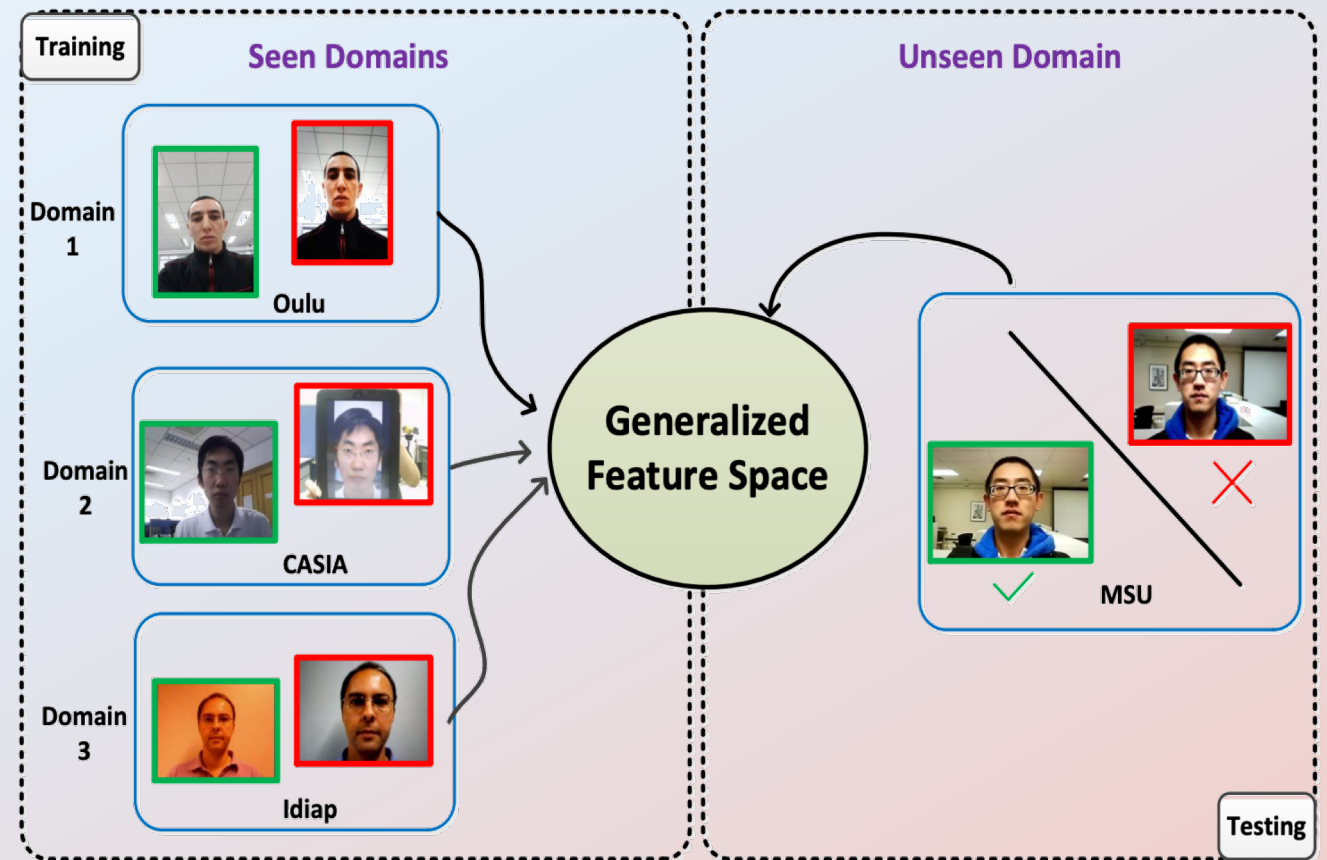 Training
Seen Domains
Unseen Domain
Domain
1
Oulu
Domain
2
CASIA
Domain
3
Idiap
Generalized
Feature Space
MSU
Testing